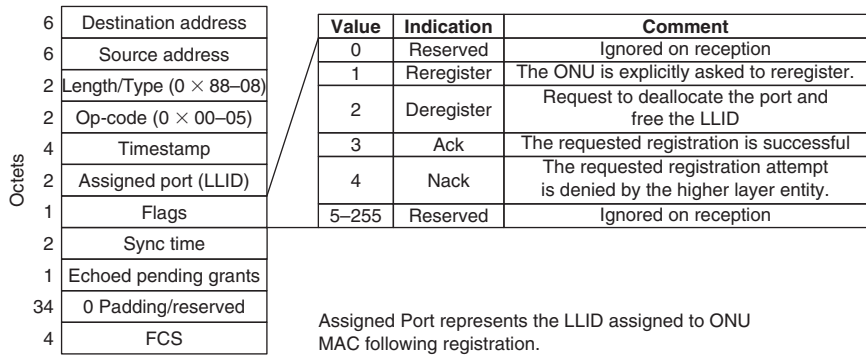 Octets
6 Destination address
6 Source address
2 Length/Type (0 × 88–08)
2 Op-code (0 × 00–05)
4 Timestamp
2 Assigned port (LLID)
1 Flags
2 Sync time
1 Echoed pending grants
34 0 Padding/reserved
4 FCS
Value Indication Comment
0 Reserved Ignored on reception
1 Reregister The ONU is explicitly asked to reregister.
2 Deregister Request to deallocate the port and
free the LLID
3 Ack The requested registration is successful
4 Nack The requested registration attempt
is denied by the higher layer entity.
5–255 Reserved Ignored on reception
Assigned Port represents the LLID assigned to ONU
MAC following registration.